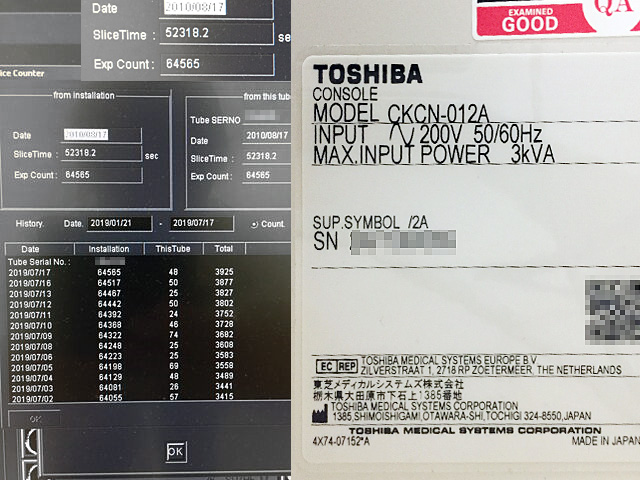 Date 2010/08/17
SliceTime : 52318.2 se
Exp Count : 64565
ice Counter
from installation
Date 2010/08/17
SliceTime : 52318.2 sec
Exp Count : 64565
from this tube
Tube SERNO
Date 2010/08/17
SliceTime : 52318.2
Exp Count : 64565
History. Date. 2019/01/21 - 2019/07/17 Count.
Date Installation ThisTube Total
Tube Serial No.:
2019/07/17 64565 48 3925
2019/07/16 64517 50 3877
2019/07/13 64467 25 3827
2019/07/12 64442 50 3802
2019/07/11 64392 24 3752
2019/07/10 64368 46 3728
2019/07/09 64322 74 3682
2019/07/08 64248 25 3608
2019/07/06 64223 25 3583
2019/07/05 64198 69 3558
2019/07/04 64129 48 3489
2019/07/03 64081 26 3441
2019/07/02 64055 57 3415
OK
OK
EXAMINED
GOOD
QA
TOSHIBA
CONSOLE
MODEL CKCN-012A
INPUT 200V 50/60Hz
MAX.INPUT POWER 3kVA
SUP.SYMBOL /2A
SN
EC REP TOSHIBA MEDICAL SYSTEMS EUROPE B.V
ZILVERSTRAAT 1, 2718 RP ZOETERMEER, THE NETHERLANDS
東芝メディカルシステムズ株式会社
栃木県大田原市下石上1385番地
TOSHIBA MEDICAL SYSTEMS CORPORATION
1385,SHIMOISHIGAMI,OTAWARA-SHI,TOCHIGI 324-8550,JAPAN
TOSHIBA MEDICAL SYSTEMS CORPORATION
4X74-07152*A MADE IN JAPAN